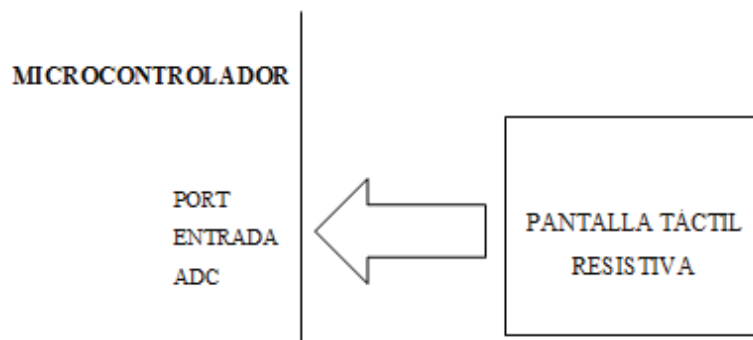 MICROCONTROLADOR
PORT
ENTRADA
ADC
PANTALLA TÁCTIL
RESISTIVA